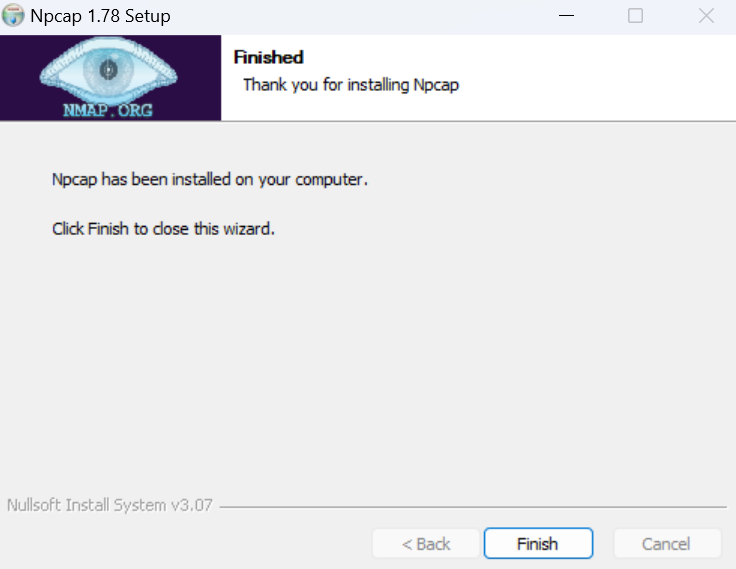 Npcap 1.78 Setup
NMAP.ORG
Finished
Thank you for installing Npcap
Npcap has been installed on your computer.
Click Finish to close this wizard.
Nullsoft Install System v3.07
< Back
Finish
Cancel